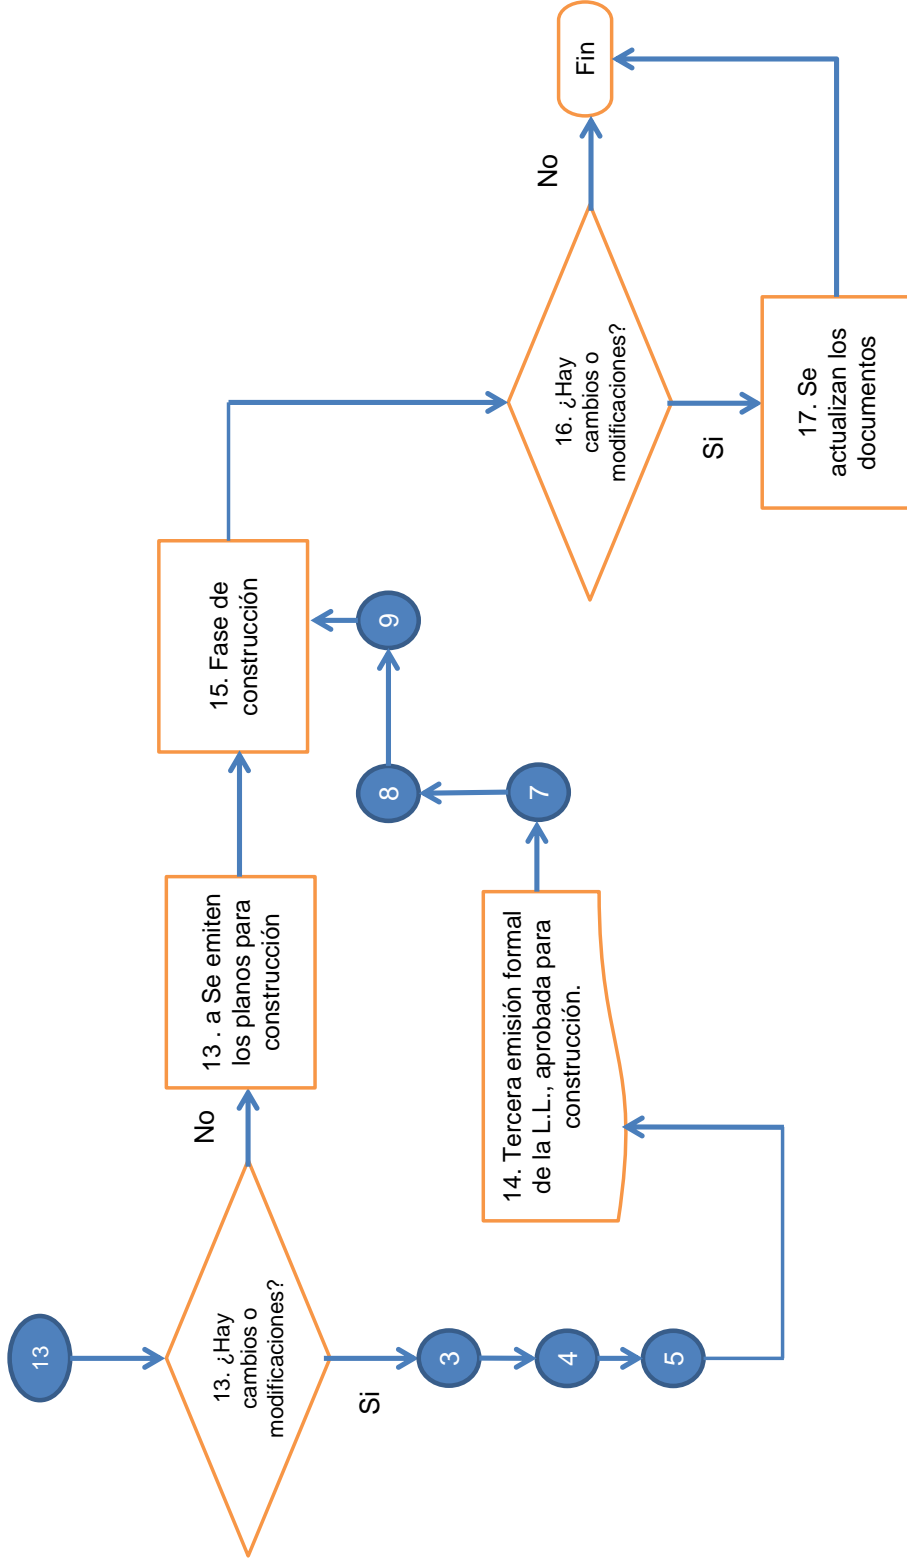 13
13. ¿Hay
cambios o
modificaciones?
No
13 . a Se emiten
los planos para
construcción
15. Fase de
construcción
Si
3
4
5
14. Tercera emisión formal
de la L.L., aprobada para
construcción.
7
8
9
16. ¿Hay
cambios o
modificaciones?
No
Fin
Si
17. Se
actualizan los
documentos